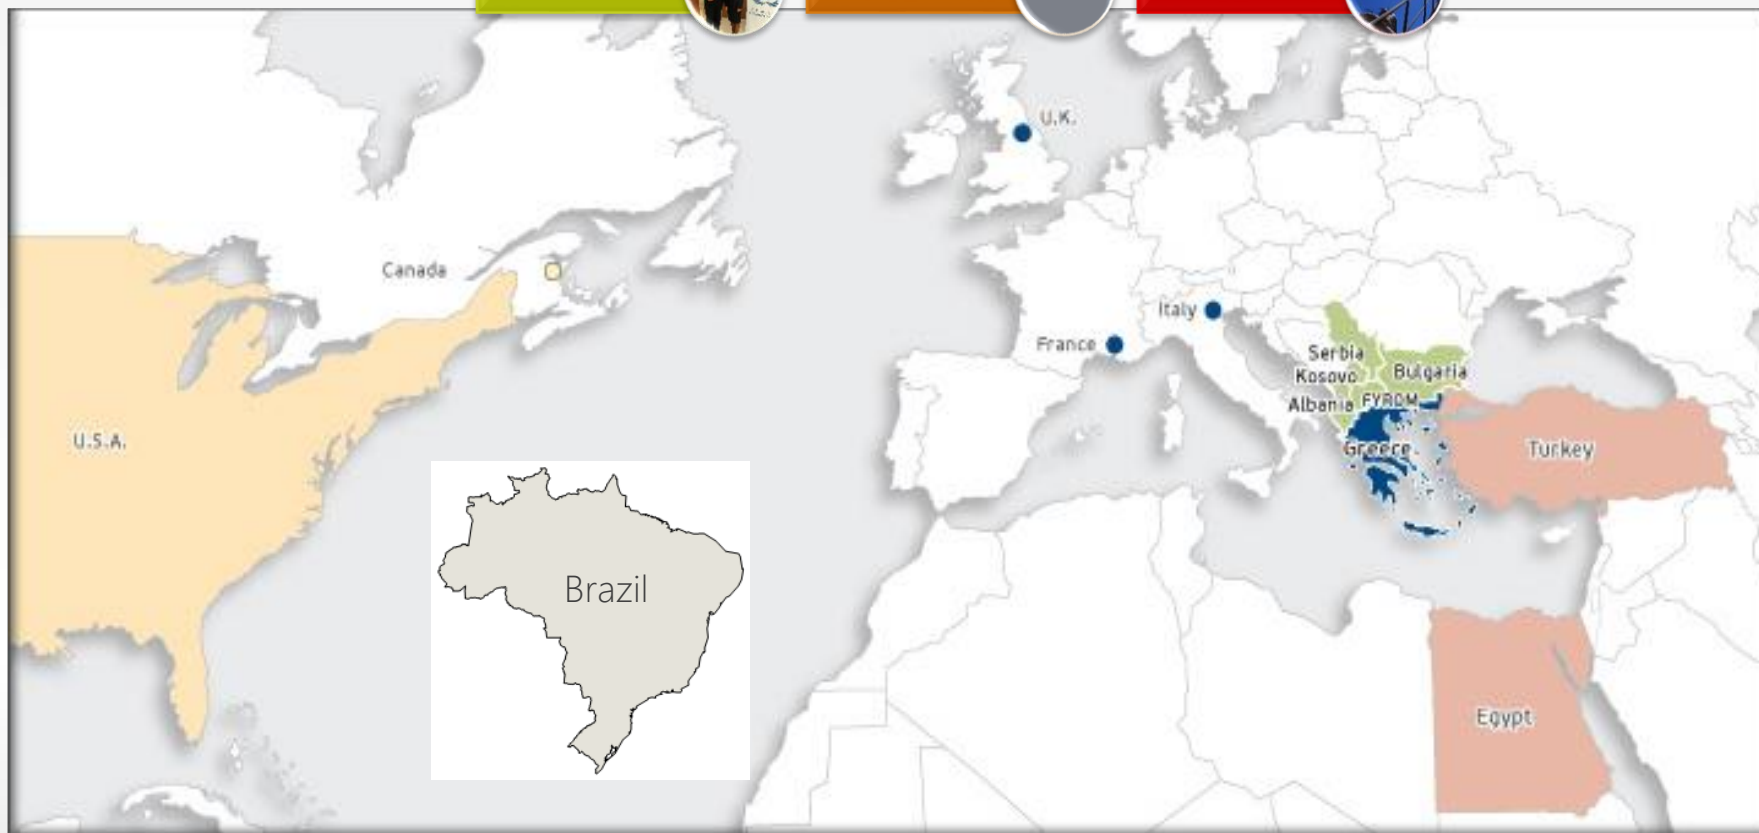 U.K.
Canada
Italy
France
Serbia
Kosovo
Bulgaria
Albania
FYROM
U.S.A.
Greece
Turkey
Brazil
Egypt